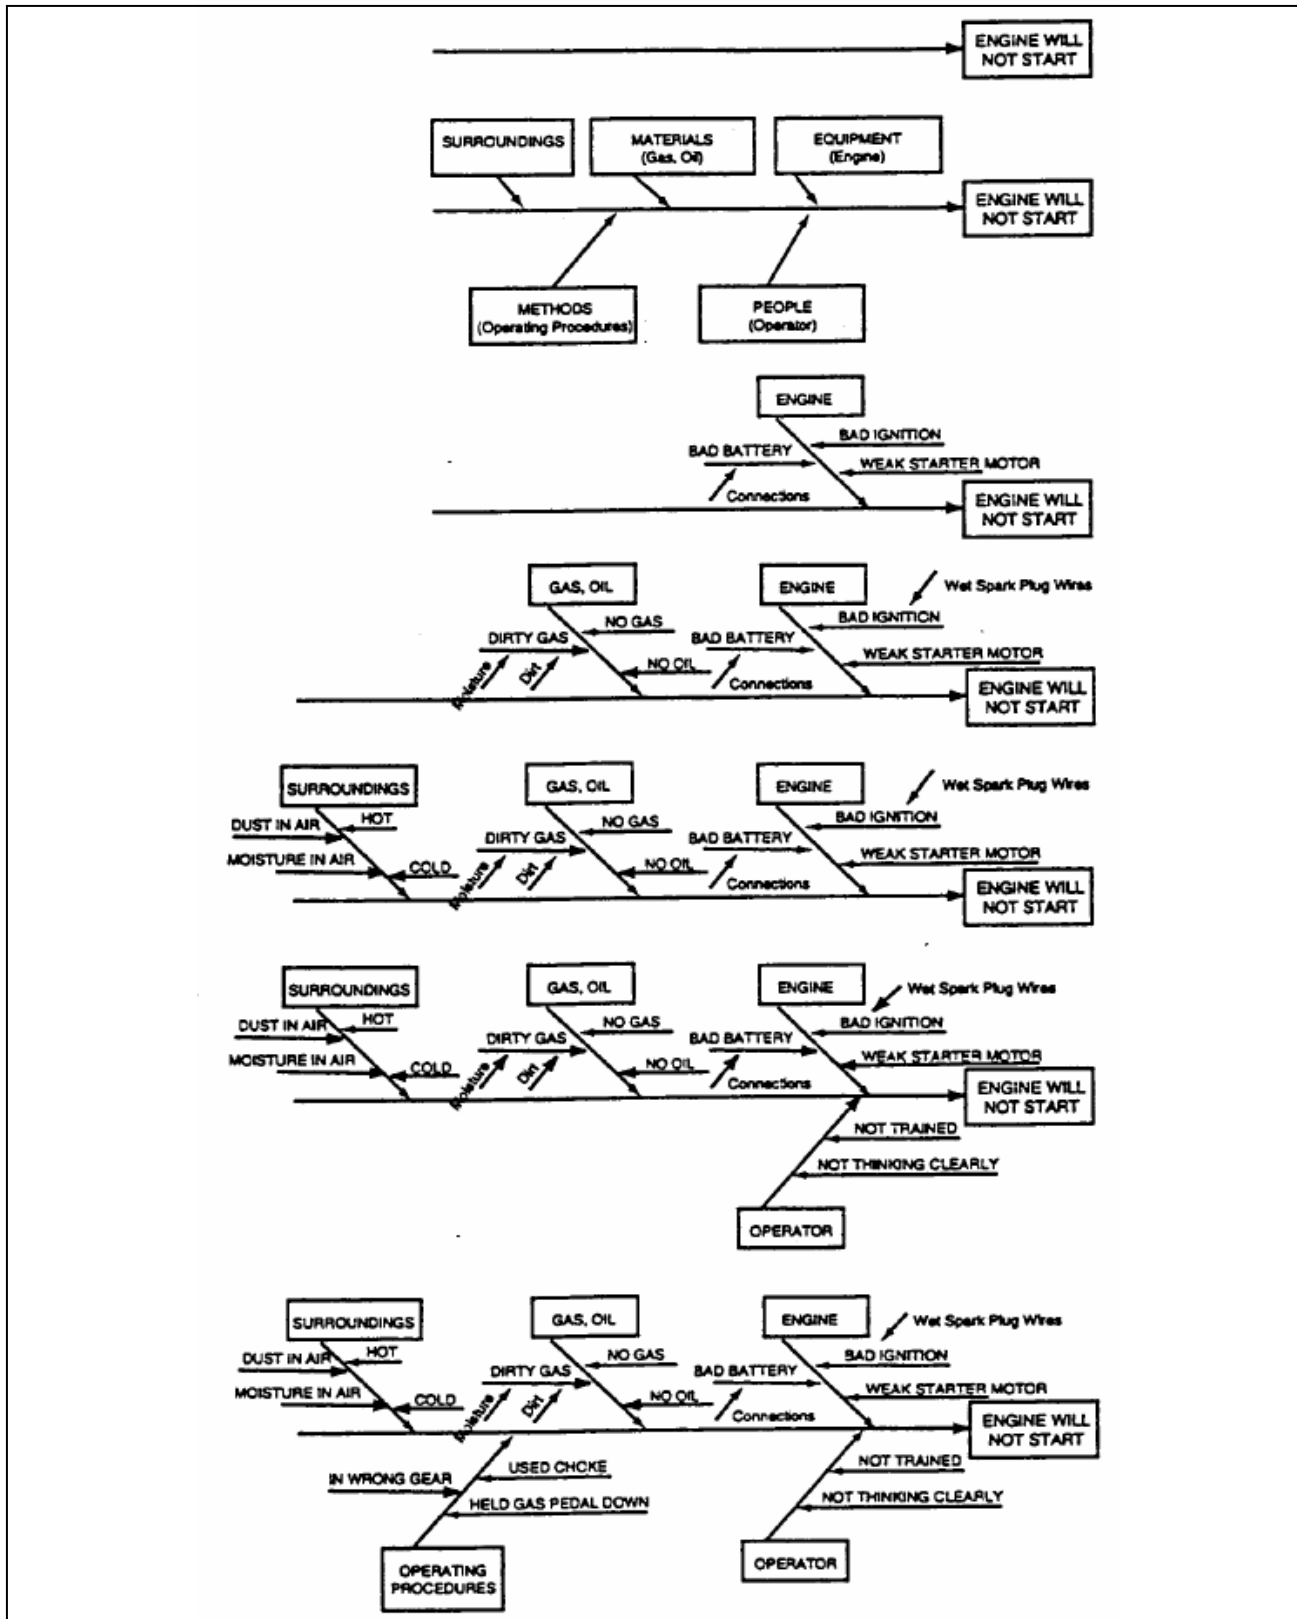 ENGINE WILL
NOT START
SURROUNDINGS
MATERIALS
(Gas, Oil)
EQUIPMENT
(Engine)
ENGINE WILL
NOT START
METHODS
(Operating Procedures)
PEOPLE
(Operator)
ENGINE
BAD IGNITION
BAD BATTERY
WEAK STARTER MOTOR
Connections
ENGINE WILL
NOT START
GAS, OIL
ENGINE
Wet Spark Plug Wires
NO GAS
BAD IGNITION
DIRTY GAS
BAD BATTERY
WEAK STARTER MOTOR
NO OIL
Moisture
Dirt
Connections
ENGINE WILL
NOT START
SURROUNDINGS
GAS, OIL
ENGINE
Wet Spark Plug Wires
HOT
NO GAS
BAD IGNITION
DUST IN AIR
DIRTY GAS
BAD BATTERY
WEAK STARTER MOTOR
MOISTURE IN AIR
COLD
NO OIL
Moisture
Dirt
Connections
ENGINE WILL
NOT START
SURROUNDINGS
GAS, OIL
ENGINE
Wet Spark Plug Wires
HOT
NO GAS
BAD IGNITION
DUST IN AIR
DIRTY GAS
BAD BATTERY
WEAK STARTER MOTOR
MOISTURE IN AIR
COLD
NO OIL
Moisture
Dirt
Connections
ENGINE WILL
NOT START
NOT TRAINED
NOT THINKING CLEARLY
OPERATOR
SURROUNDINGS
GAS, OIL
ENGINE
Wet Spark Plug Wires
HOT
NO GAS
BAD IGNITION
DUST IN AIR
DIRTY GAS
BAD BATTERY
WEAK STARTER MOTOR
MOISTURE IN AIR
COLD
NO OIL
Moisture
Dirt
Connections
ENGINE WILL
NOT START
USED CHOKE
NOT TRAINED
IN WRONG GEAR
HELD GAS PEDAL DOWN
NOT THINKING CLEARLY
OPERATING
PROCEDURES
OPERATOR